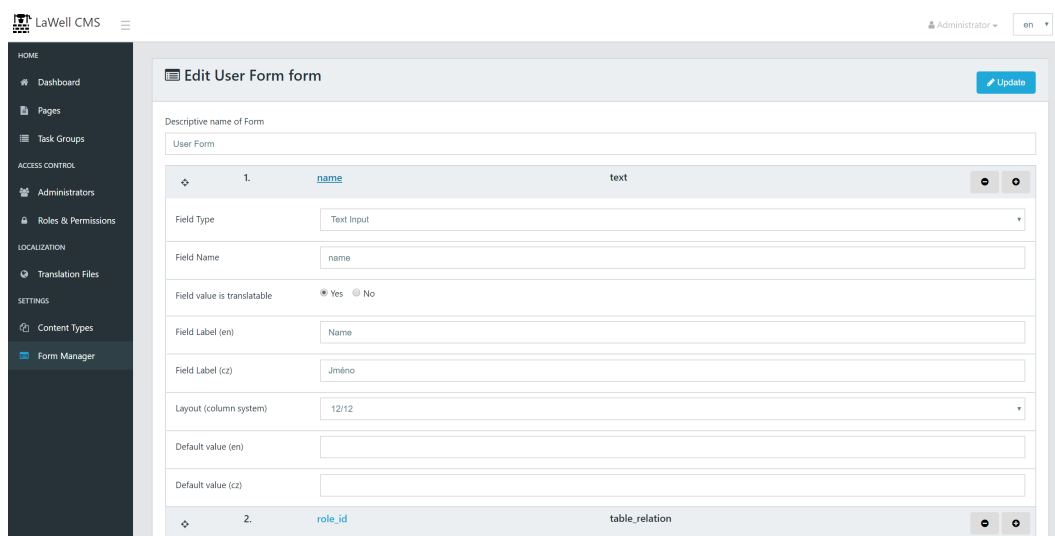 LaWell CMS
Administrator
en
HOME
Dashboard
Pages
Task Groups
ACCESS CONTROL
Administrators
Roles & Permissions
LOCALIZATION
Translation Files
SETTINGS
Content Types
Form Manager
Edit User Form form
Update
Descriptive name of Form
User Form
1. name text
Field Type Text Input
Field Name name
Field value is translatable Yes No
Field Label (en) Name
Field Label (cz) Jméno
Layout (column system) 12/12
Default value (en)
Default value (cz)
2. role_id table_relation